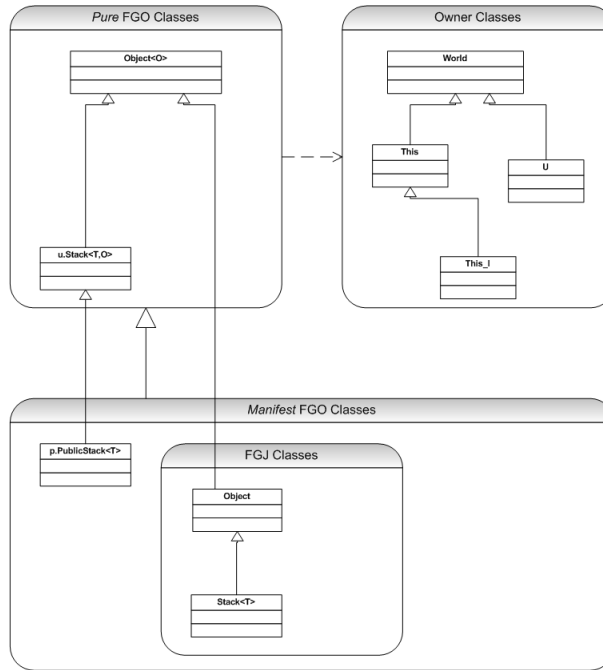 Pure FGO Classes
Object<O>
u.Stack<T,O>
Owner Classes
World
This
U
This_I
Manifest FGO Classes
p.PublicStack<T>
FGJ Classes
Object
Stack<T>